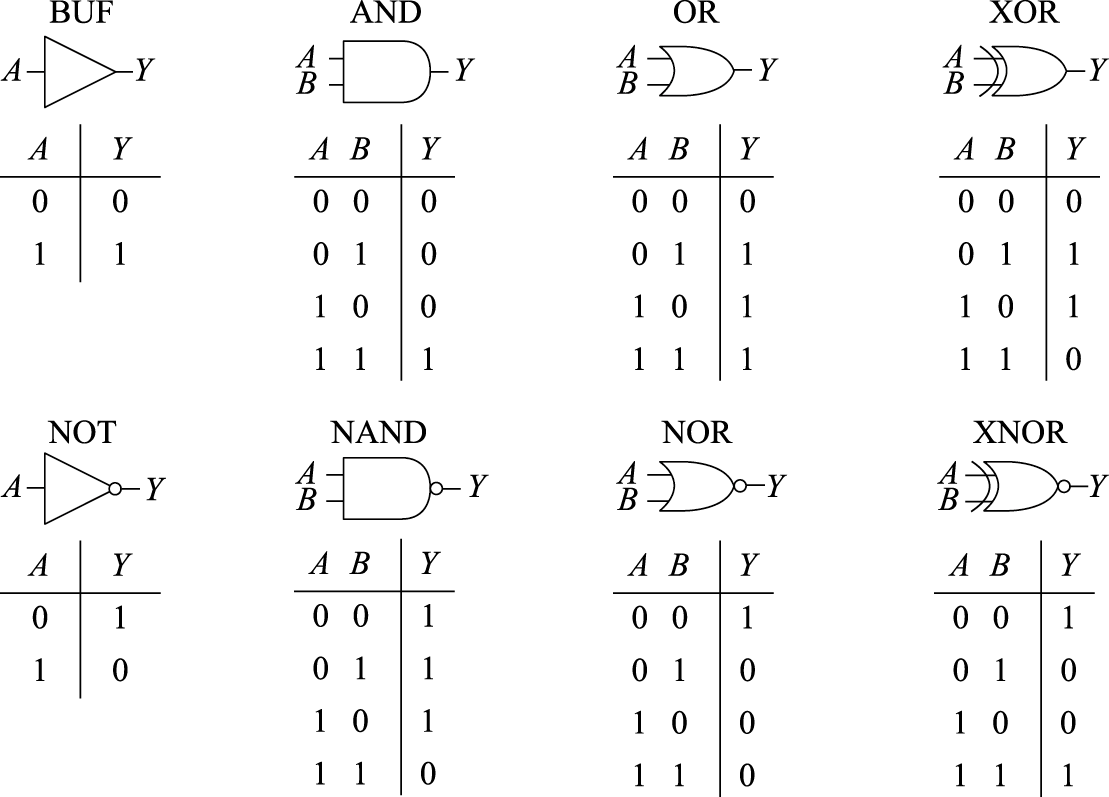 BUF AND OR XOR
A Y A B Y A B Y A B Y
A Y A B Y A B Y A B Y
0 0 0 0 0 0 0 0 0 0 0
1 1 0 1 0 0 1 1 0 1 1
1 0 0 1 0 1 1 0 1
1 1 1 1 1 1 1 1 0
NOT NAND NOR XNOR
A Y A B Y A B Y A B Y
A Y A B Y A B Y A B Y
0 1 0 0 1 0 0 1 0 0 1
1 0 0 1 1 0 1 0 0 1 0
1 0 1 1 0 0 1 0 0
1 1 0 1 1 0 1 1 1